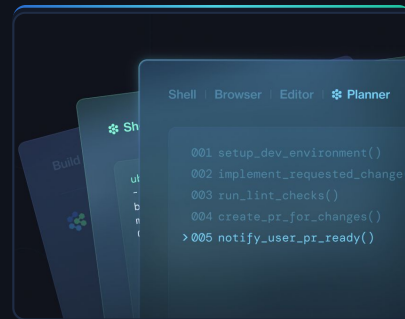 Shell | Browser | Editor | Planner
001 setup_dev_environment()
002 implement_requested_change
003 run_lint_checks()
004 create_pr_for_changes()
> 005 notify_user_pr_ready()
Sh
Build